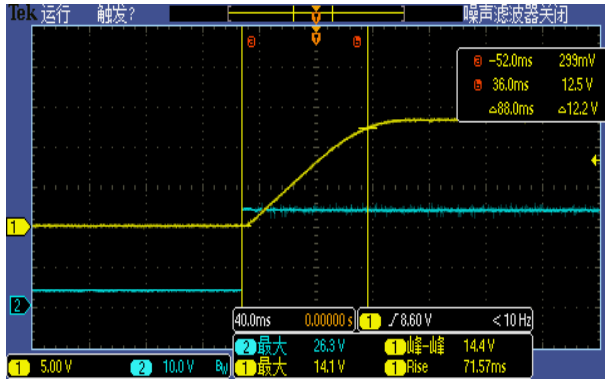 Tek 运行 触发? 噪声滤波器关闭
a b
a -52.0ms 299mV
b 36.0ms 12.5 V
△88.0ms △12.2 V
1
2
40.0ms 0.00000 s 1 8.60 V < 10 Hz
2 最大 26.3 V 1 峰-峰 14.4 V
1 5.00 V 2 10.0 V BW 1 最大 14.1 V 1 Rise 71.57ms